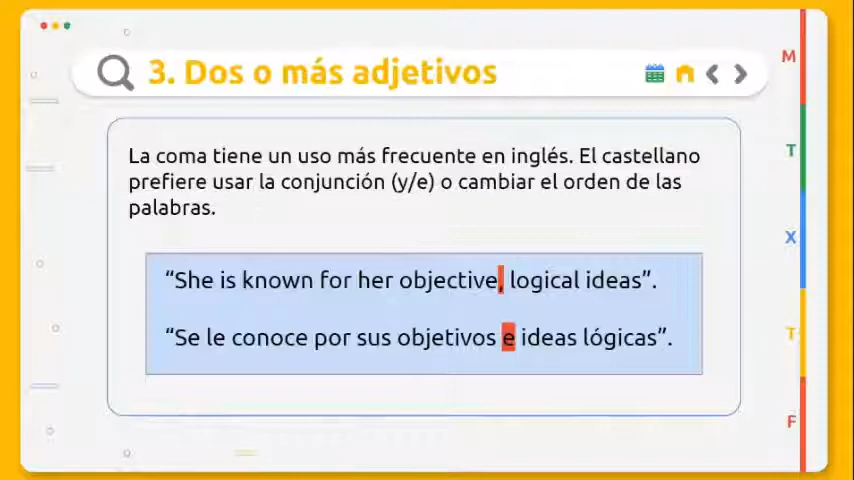 3. Dos o más adjetivos
La coma tiene un uso más frecuente en inglés. El castellano
prefiere usar la conjunción (y/e) o cambiar el orden de las
palabras.
“She is known for her objective, logical ideas”.
“Se le conoce por sus objetivos e ideas lógicas”.
M
T
X
T
F